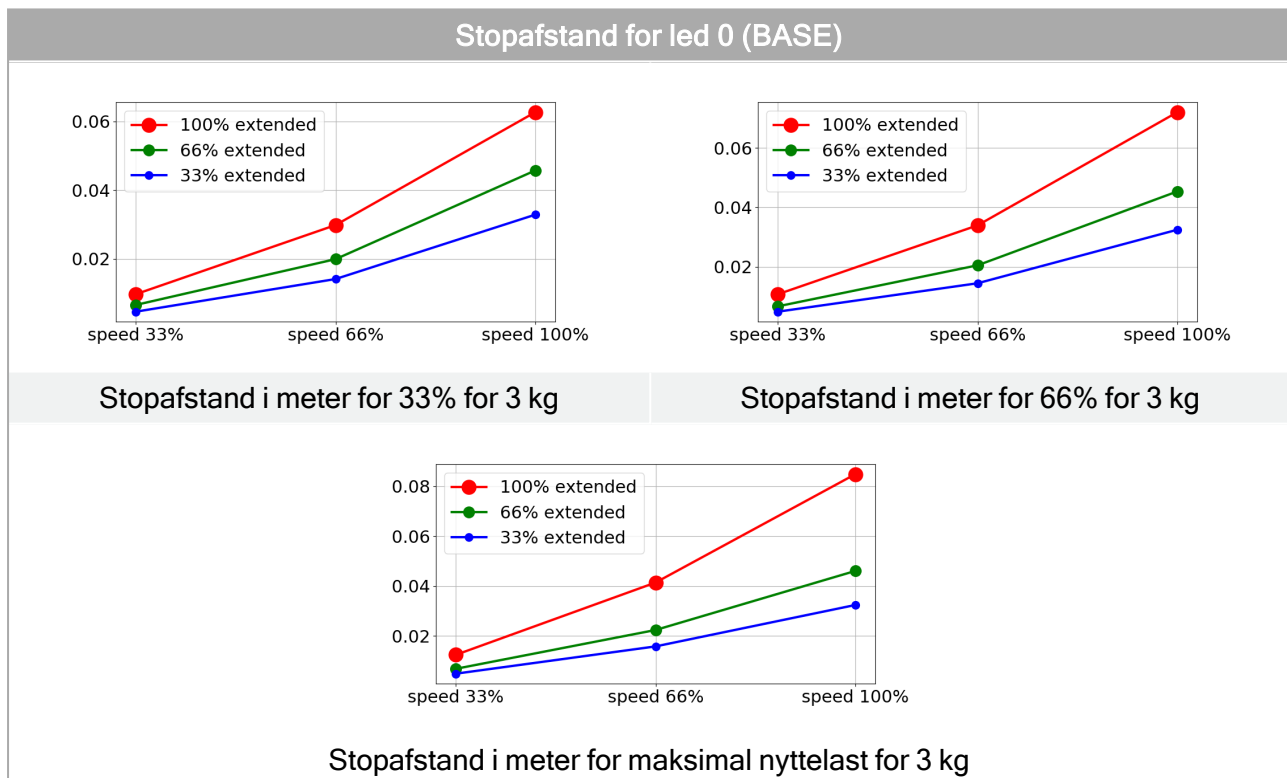 Stopafstand for led 0 (BASE)
0.06
0.04
0.02
100% extended
66% extended
33% extended
speed 33% speed 66% speed 100%
0.06
0.04
0.02
100% extended
66% extended
33% extended
speed 33% speed 66% speed 100%
Stopafstand i meter for 33% for 3 kg
Stopafstand i meter for 66% for 3 kg
0.08
0.06
0.04
0.02
100% extended
66% extended
33% extended
speed 33% speed 66% speed 100%
Stopafstand i meter for maksimal nyttelast for 3 kg